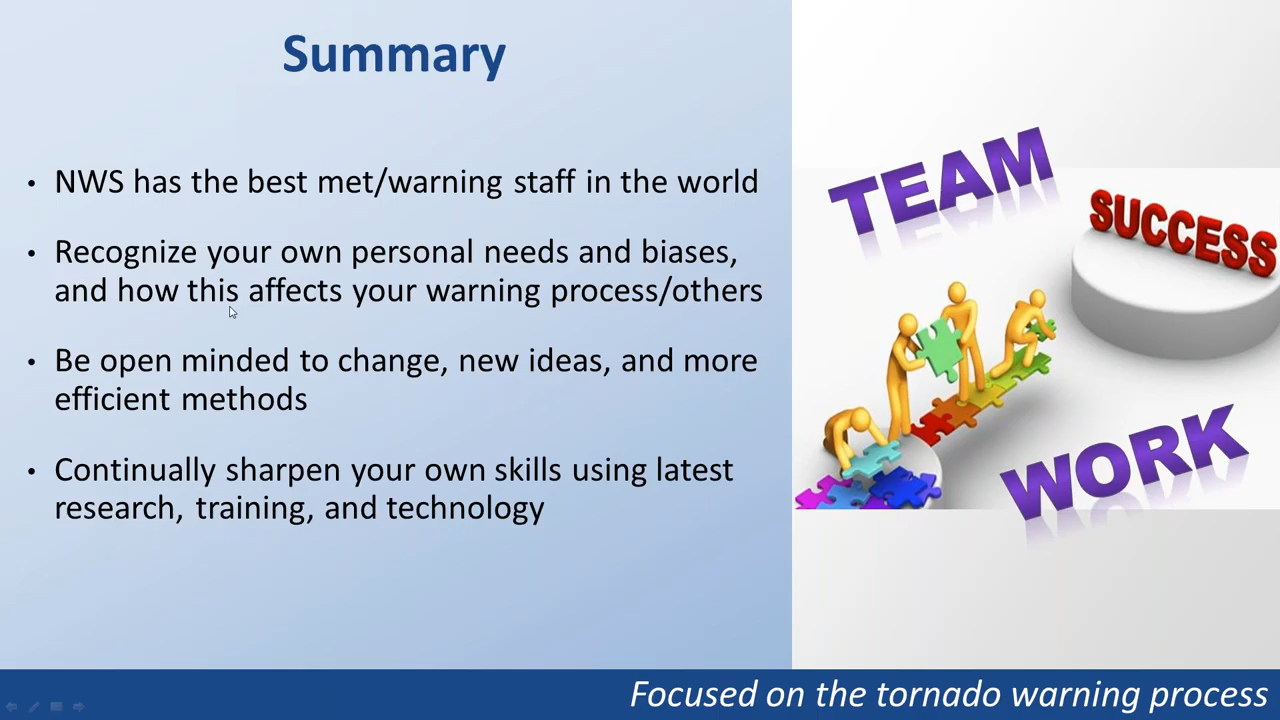 Summary
• NWS has the best met/warning staff in the world
• Recognize your own personal needs and biases,
and how this affects your warning process/others
• Be open minded to change, new ideas, and more
efficient methods
• Continually sharpen your own skills using latest
research, training, and technology
TEAM
SUCCESS
WORK
Focused on the tornado warning process